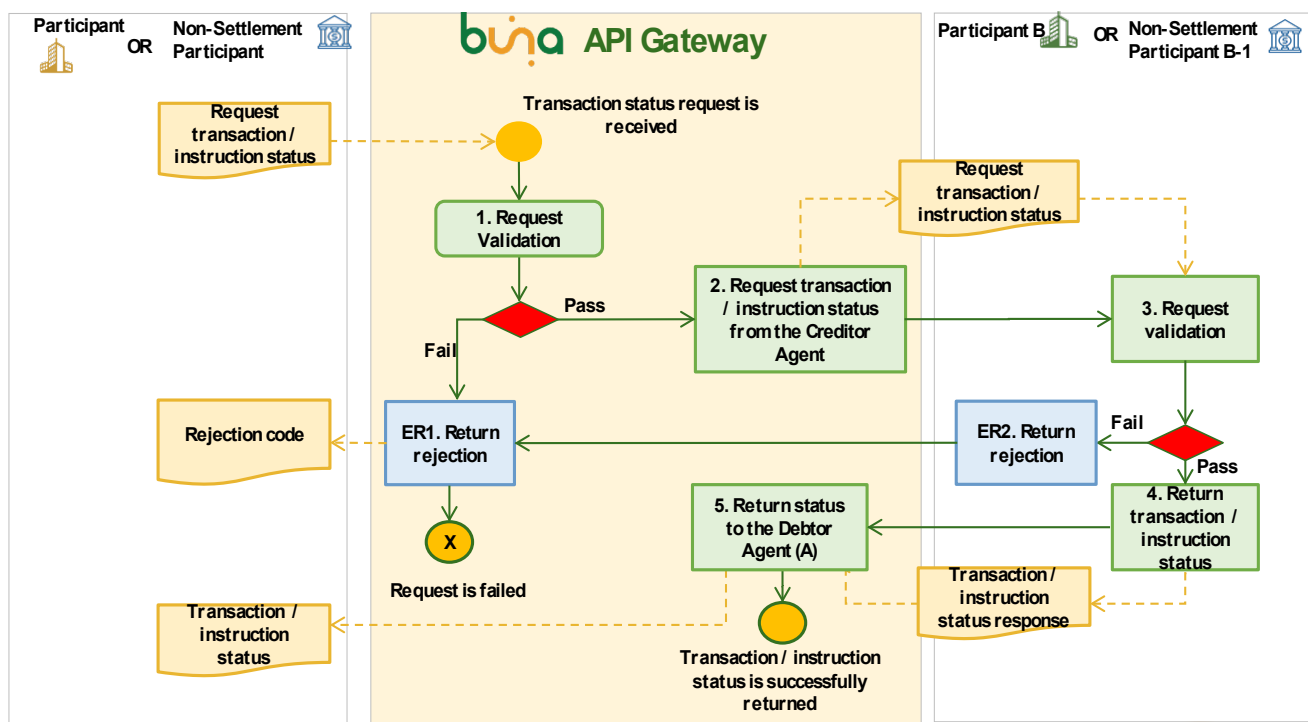 Participant
OR
Non-Settlement
Participant
buna API Gateway
Participant B
OR Non-Settlement
Participant B-1
Request
transaction /
instruction status
Transaction status request is
received
Request
transaction /
instruction status
1. Request
Validation
2. Request transaction
/ instruction status
from the Creditor
Agent
3. Request
validation
Pass
Fail
Rejection code
ER1. Return
rejection
ER2. Return
rejection
Fail
Pass
X
Request is failed
5. Return status
to the Debtor
Agent (A)
4. Return
transaction /
instruction
status
Transaction /
instruction
status
Transaction /
instruction
status response
Transaction / instruction
status is successfully
returned